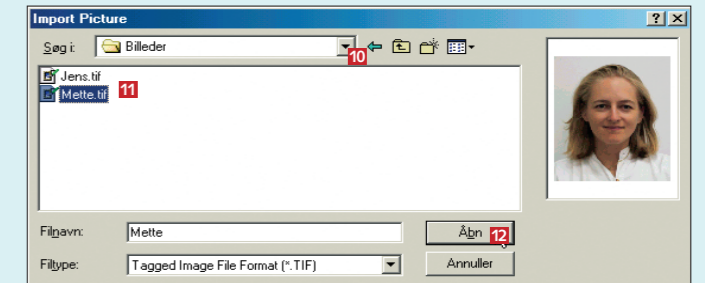 Import Picture
Søg i: Billeder
10
Jens.tif
Mette.tif 11
Filnavn: Mette Åbn 12
Filtype: Tagged Image File Format (*.TIF) Annuller